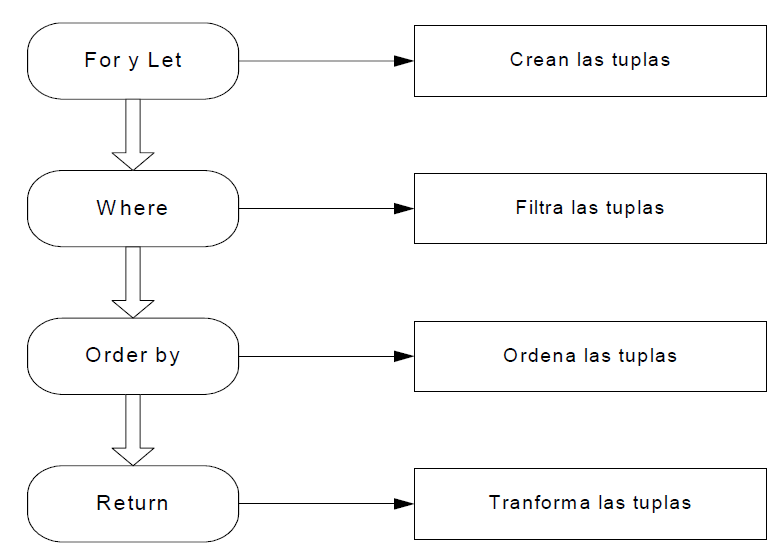 For y Let
Crean las tuplas
Where
Filtra las tuplas
Order by
Ordena las tuplas
Return
Tranforma las tuplas